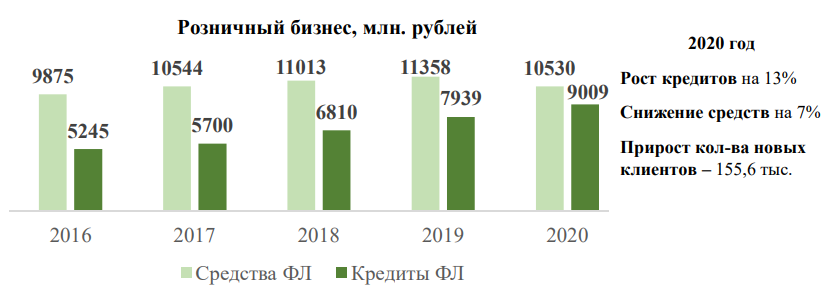 Розничный бизнес, млн. рублей
9875
5245
10544
5700
11013
6810
11358
7939
10530
9009
2016
2017
2018
2019
2020
Средства ФЛ
Кредиты ФЛ
2020 год
Рост кредитов на 13%
Снижение средств на 7%
Прирост кол-ва новых
клиентов – 155,6 тыс.